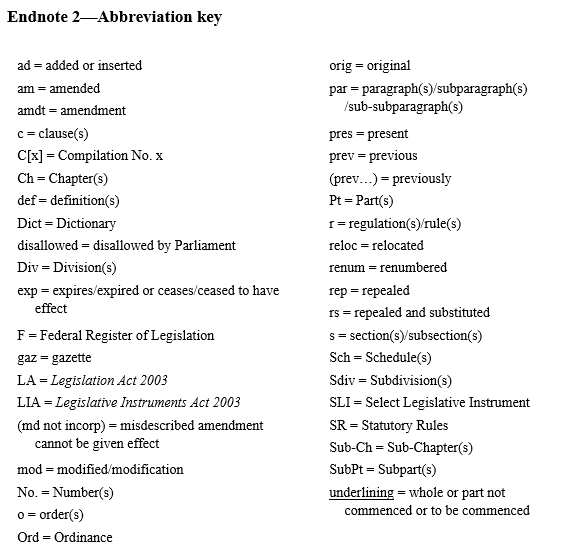 Endnote 2—Abbreviation key
ad = added or inserted
am = amended
amdt = amendment
c = clause(s)
C[x] = Compilation No. x
Ch = Chapter(s)
def = definition(s)
Dict = Dictionary
disallowed = disallowed by Parliament
Div = Division(s)
exp = expires/expired or ceases/ceased to have
effect
F = Federal Register of Legislation
gaz = gazette
LA = Legislation Act 2003
LIA = Legislative Instruments Act 2003
(md not incorp) = misdescribed amendment
cannot be given effect
mod = modified/modification
No. = Number(s)
o = order(s)
Ord = Ordinance
orig = original
par = paragraph(s)/subparagraph(s)
/sub-subparagraph(s)
pres = present
prev = previous
(prev…) = previously
Pt = Part(s)
r = regulation(s)/rule(s)
reloc = relocated
renum = renumbered
rep = repealed
rs = repealed and substituted
s = section(s)/subsection(s)
Sch = Schedule(s)
Sdiv = Subdivision(s)
SLI = Select Legislative Instrument
SR = Statutory Rules
Sub-Ch = Sub-Chapter(s)
SubPt = Subpart(s)
underlining = whole or part not
commenced or to be commenced